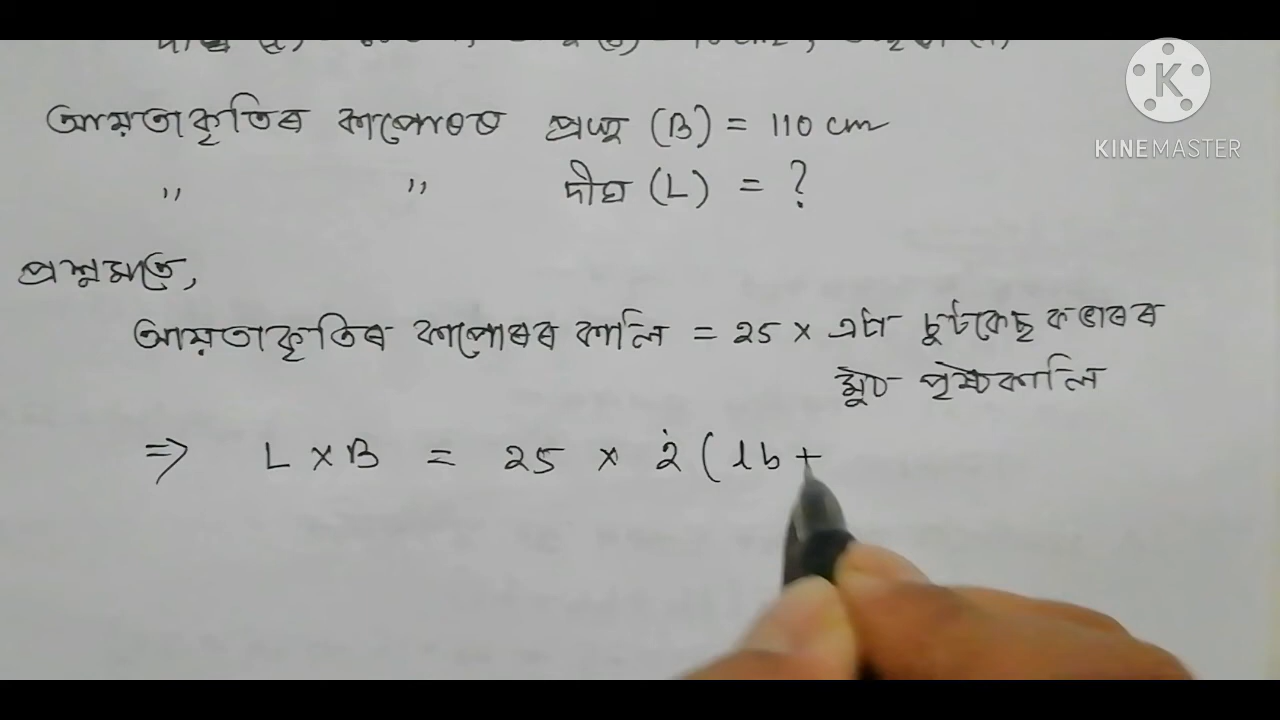 আয়তাকৃতিৰ কাপোৰৰ প্ৰস্থ (B) = 110 cm
" " দীঘ (L) = ?
প্ৰশ্নমতে,
আয়তাকৃতিৰ কাপোৰৰ কালি = 25 × এটা চুটকেছ কভাৰৰ
মুঠ পৃষ্ঠকালি
⇒ L × B = 25 × 2 (lb +
K
KINEMASTER